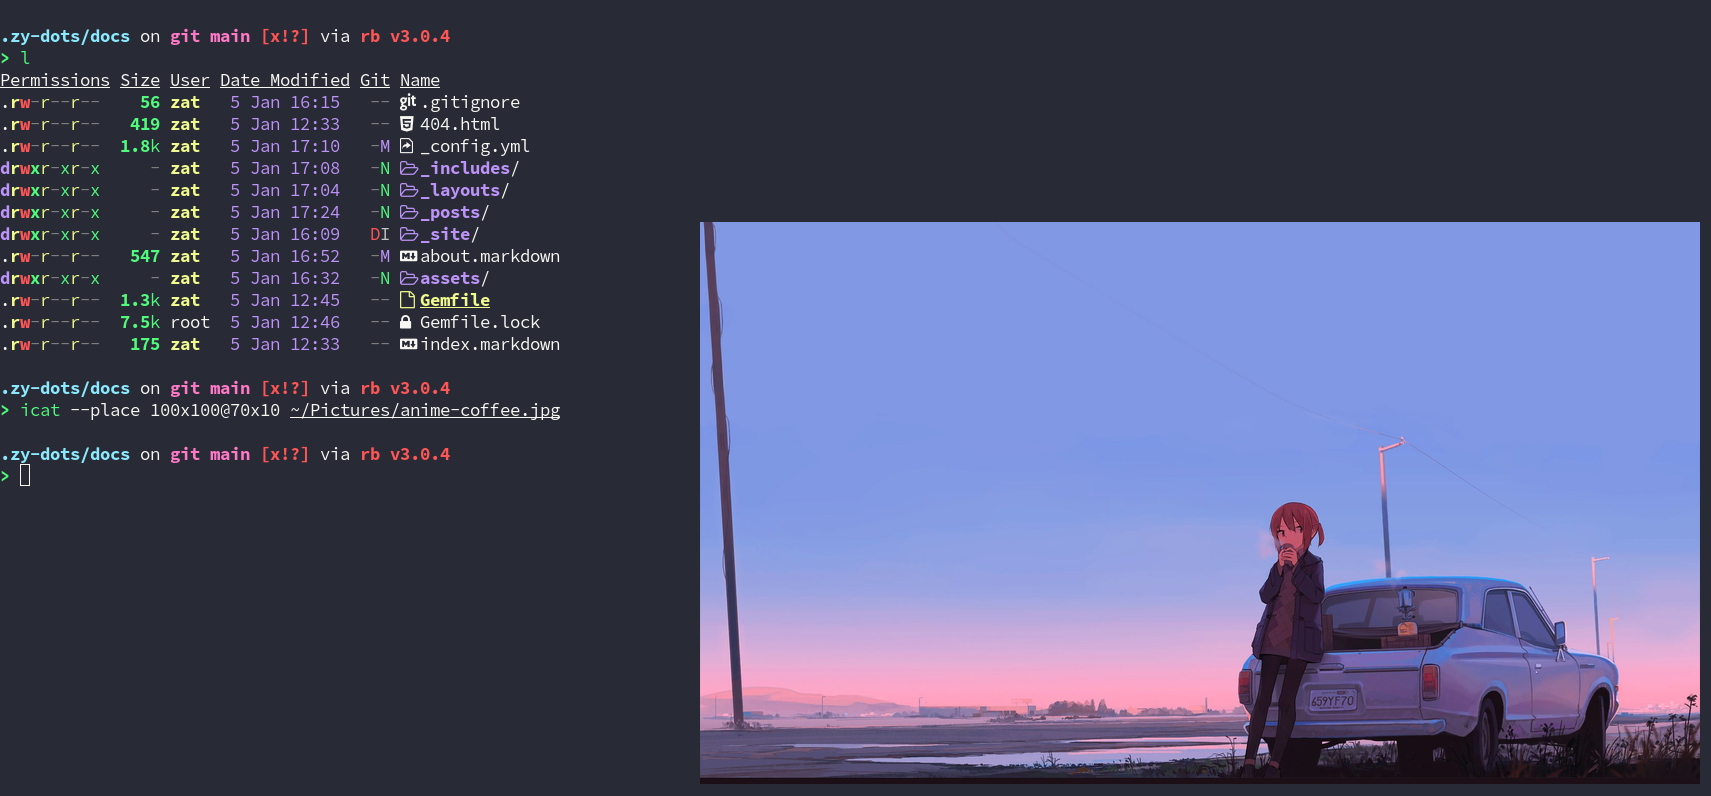 .zy-dots/docs on git main [x!?] via rb v3.0.4
> l
Permissions Size User Date Modified Git Name
.rw-r--r-- 56 zat 5 Jan 16:15 -- git .gitignore
.rw-r--r-- 419 zat 5 Jan 12:33 -- 404.html
.rw-r--r-- 1.8k zat 5 Jan 17:10 -M _config.yml
drwxr-xr-x - zat 5 Jan 17:08 -N _includes/
drwxr-xr-x - zat 5 Jan 17:04 -N _layouts/
drwxr-xr-x - zat 5 Jan 17:24 -N _posts/
drwxr-xr-x - zat 5 Jan 16:09 DI _site/
.rw-r--r-- 547 zat 5 Jan 16:52 -M about.markdown
drwxr-xr-x - zat 5 Jan 16:32 -N assets/
.rw-r--r-- 1.3k zat 5 Jan 12:45 -- Gemfile
.rw-r--r-- 7.5k root 5 Jan 12:46 -- Gemfile.lock
.rw-r--r-- 175 zat 5 Jan 12:33 -- index.markdown
.zy-dots/docs on git main [x!?] via rb v3.0.4
> icat --place 100x100@70x10 ~/Pictures/anime-coffee.jpg
.zy-dots/docs on git main [x!?] via rb v3.0.4
>
659YF70